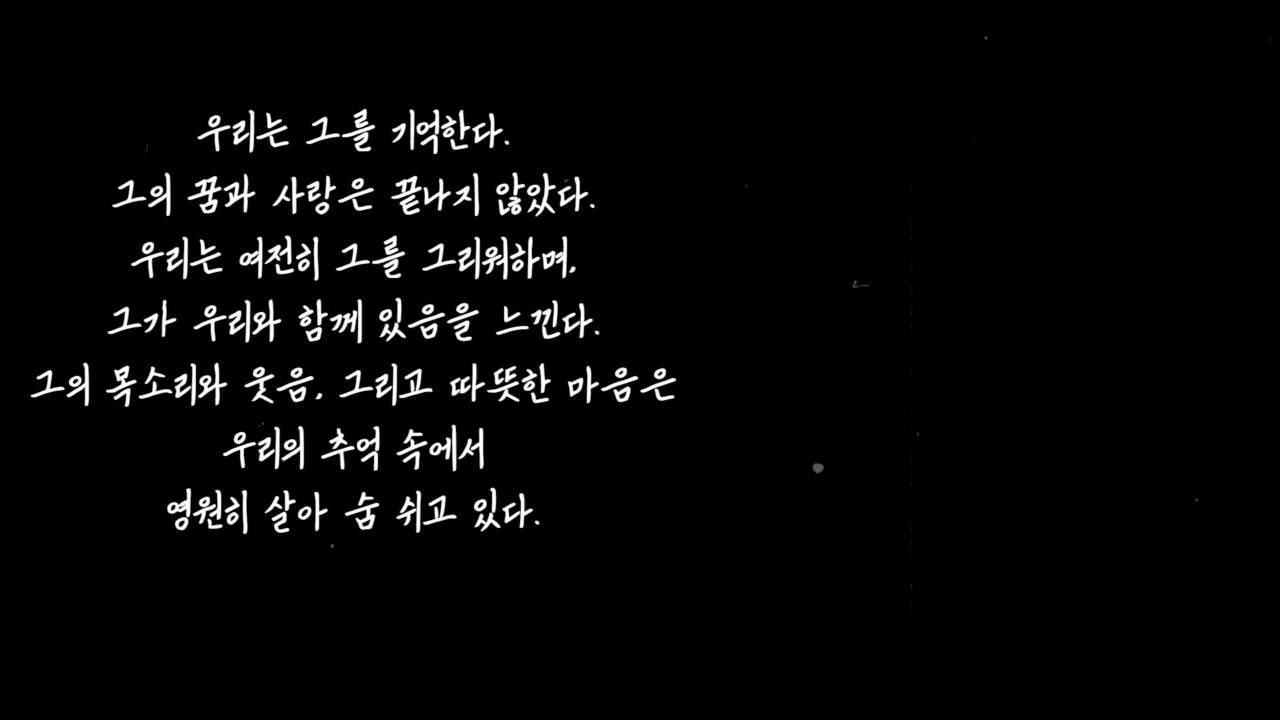 우리는 그를 기억한다.
그의 꿈과 사랑은 끝나지 않았다.
우리는 여전히 그를 그리워하며,
그가 우리와 함께 있음을 느낀다.
그의 목소리와 웃음, 그리고 따뜻한 마음은
우리의 추억 속에서
영원히 살아 숨 쉬고 있다.